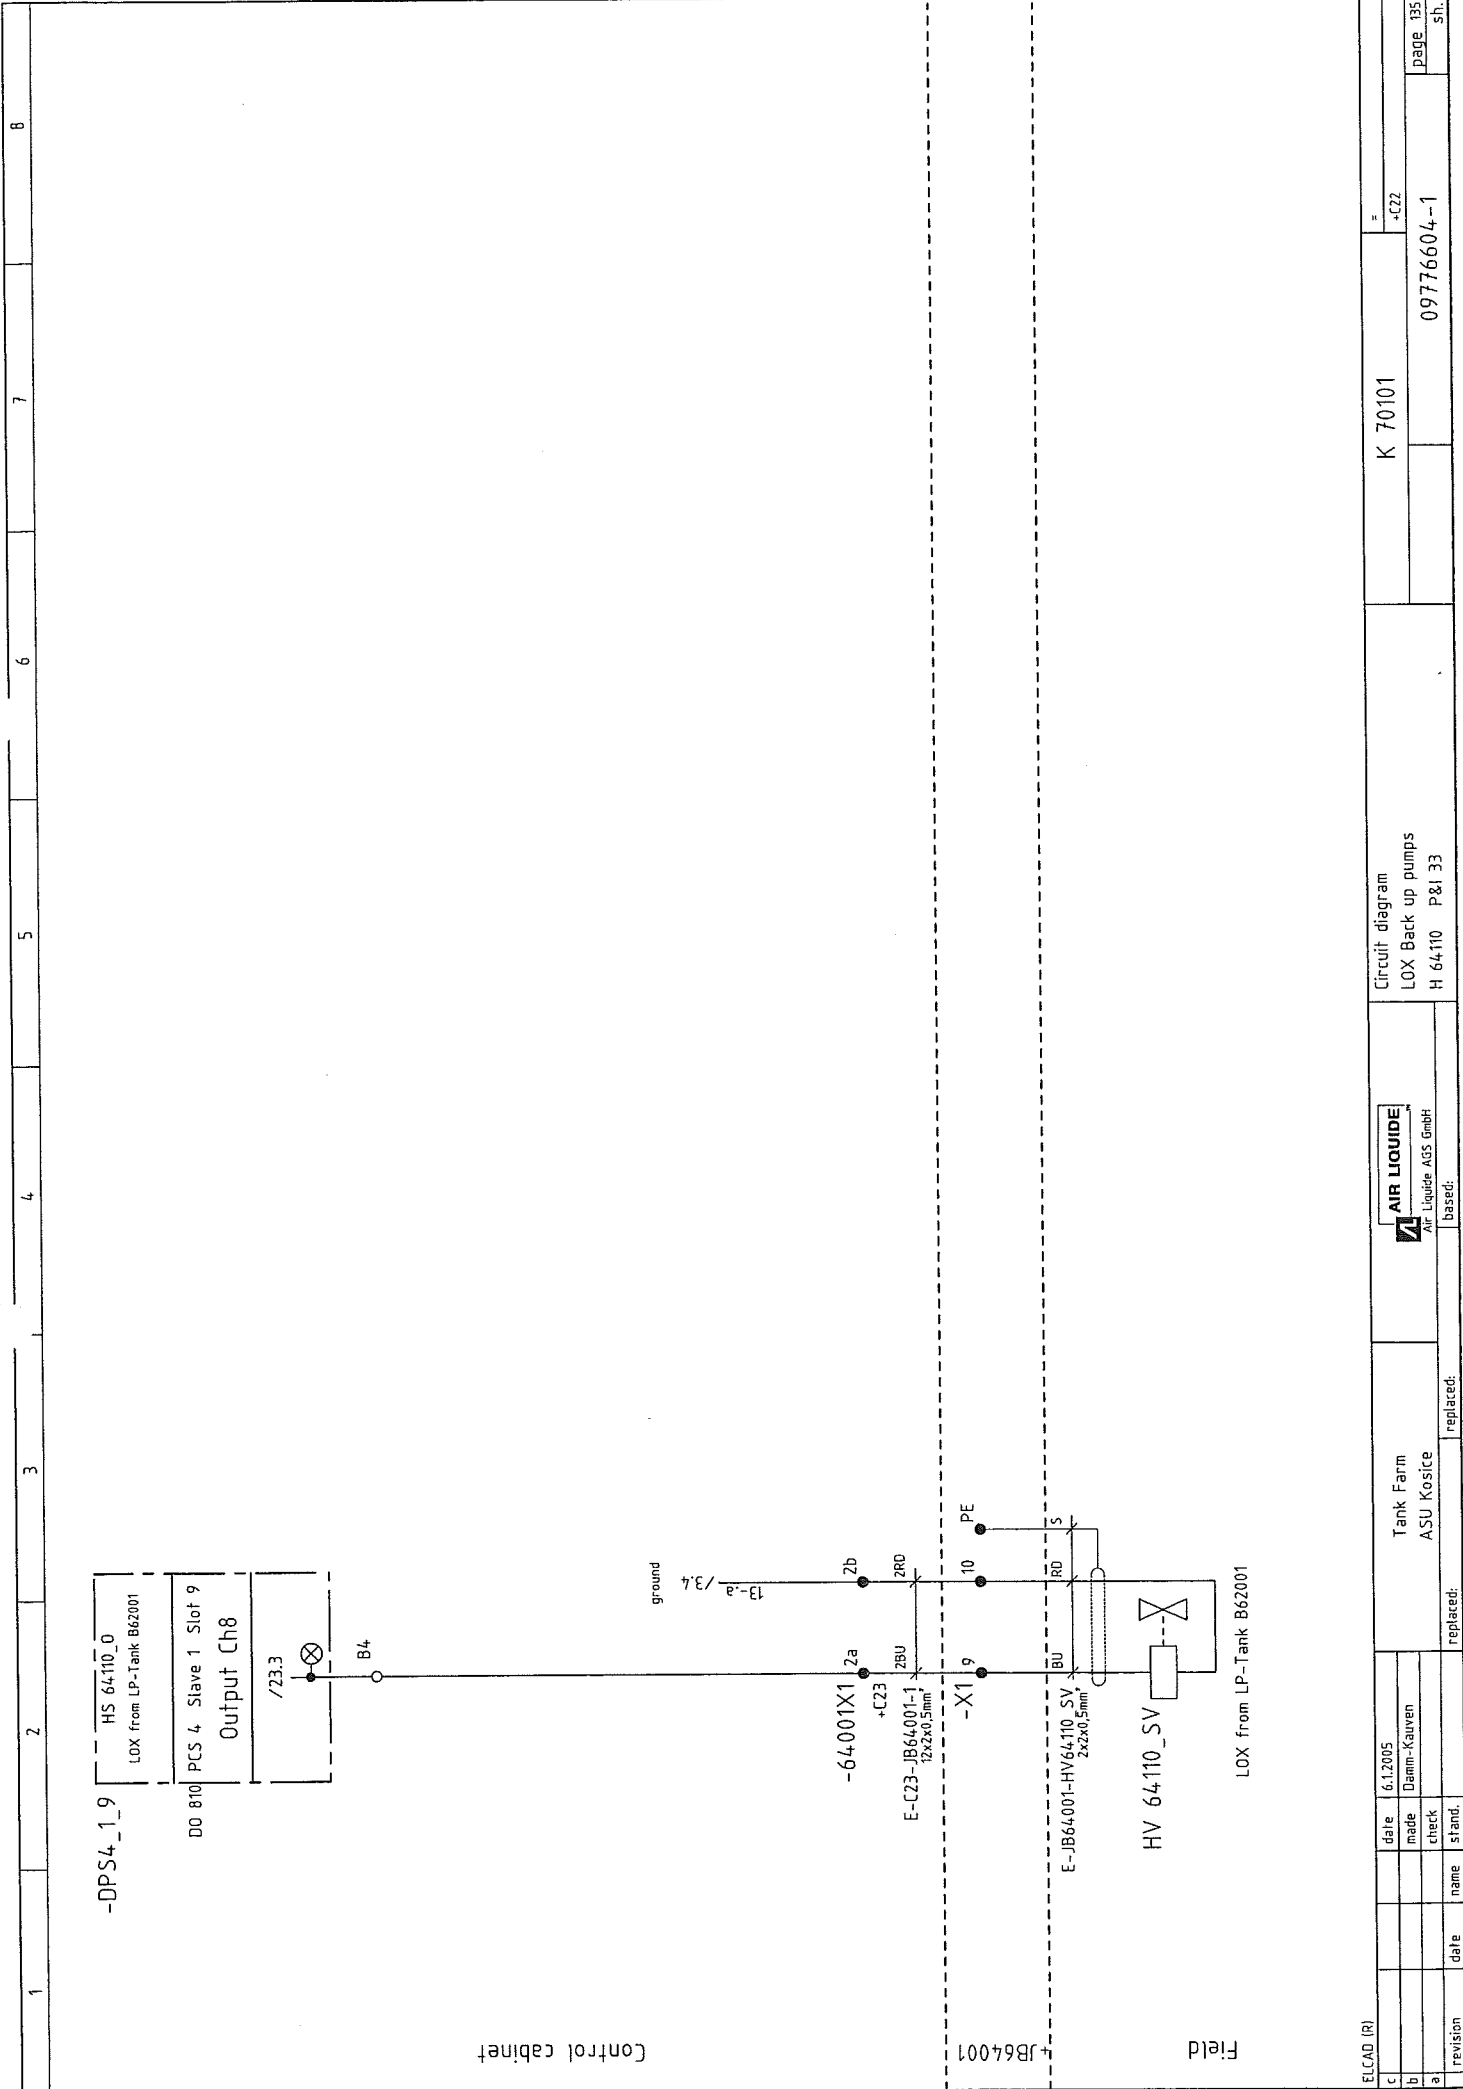 1 2 3 4 5 6 7 8
-DPS4_1_9
HS 64110_O
LOX from LP-Tank B62001
DO 810 PCS 4 Slave 1 Slot 9
Output Ch8
/23.3
B4
Control cabinet
ground
13-.a /3.4
-64001X1 2a 2b
+C23
2BU 2RD
E-C23-JB64001-1
12x2x0,5mm²
+JB64001
-X1 9 10 PE
BU RD S
E-JB64001-HV64110_SV
2x2x0,5mm²
Field
HV 64110_SV
LOX from LP-Tank B62001
ELCAD (R)
c
b
a
revision date name stand.
date 6.1.2005
made Damm-Kauven
check
Tank Farm
ASU Kosice
replaced: replaced: based:
AIR LIQUIDE
Air Liquide AGS GmbH
Circuit diagram
LOX Back up pumps
H 64110 P&I 33
K 70101
=
+C22
09776604-1
page 135
sh.